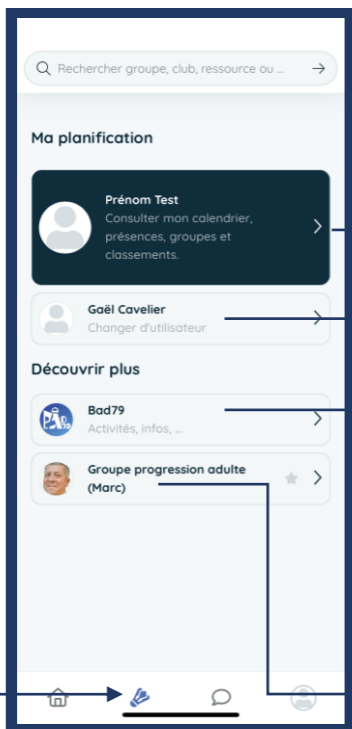 Rechercher groupe, club, ressource ou ...
Ma planification
Prénom Test
Consulter mon calendrier,
présences, groupes et
classements.
Gaël Cavelier
Changer d'utilisateur
Découvrir plus
Bad79
Activités, infos, ...
Groupe progression adulte
(Marc)